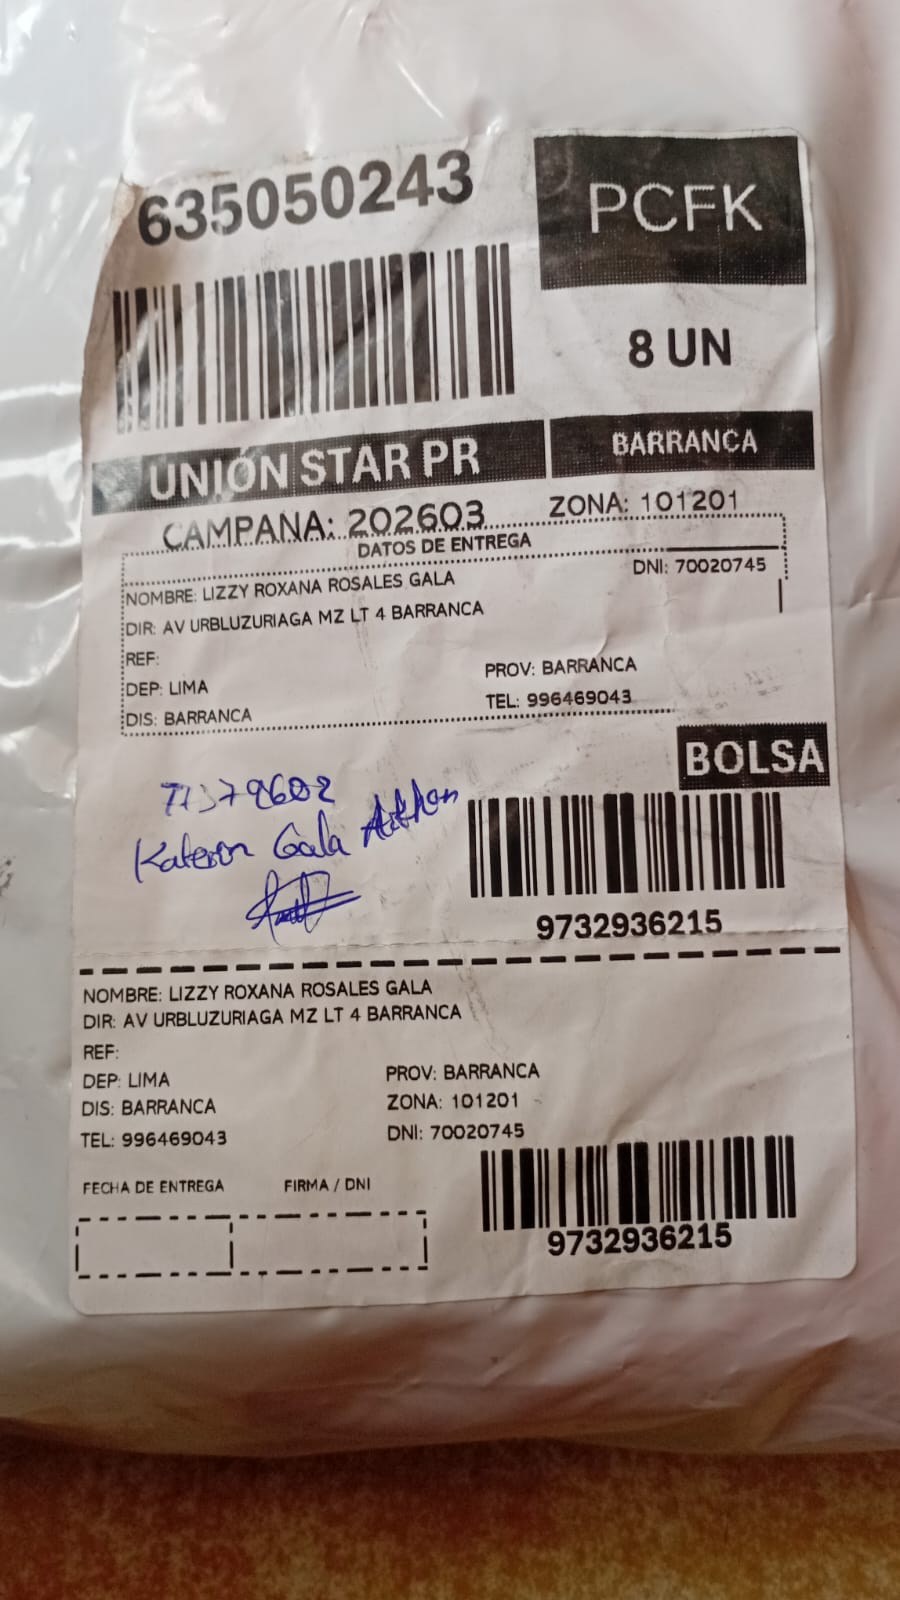 635050243
PCFK
8 UN
UNIÓN STAR PR
BARRANCA
CAMPAÑA: 202603
ZONA: 101201
DATOS DE ENTREGA
NOMBRE: LIZZY ROXANA ROSALES GALA
DNI: 70020745
DIR: AV URBLUZURIAGA MZ LT 4 BARRANCA
REF:
DEP: LIMA
PROV: BARRANCA
DIS: BARRANCA
TEL: 996469043
BOLSA
Gala
9732936215
NOMBRE: LIZZY ROXANA ROSALES GALA
DIR: AV URBLUZURIAGA MZ LT 4 BARRANCA
REF:
DEP: LIMA
PROV: BARRANCA
DIS: BARRANCA
ZONA: 101201
TEL: 996469043
DNI: 70020745
FECHA DE ENTREGA
FIRMA / DNI
9732936215